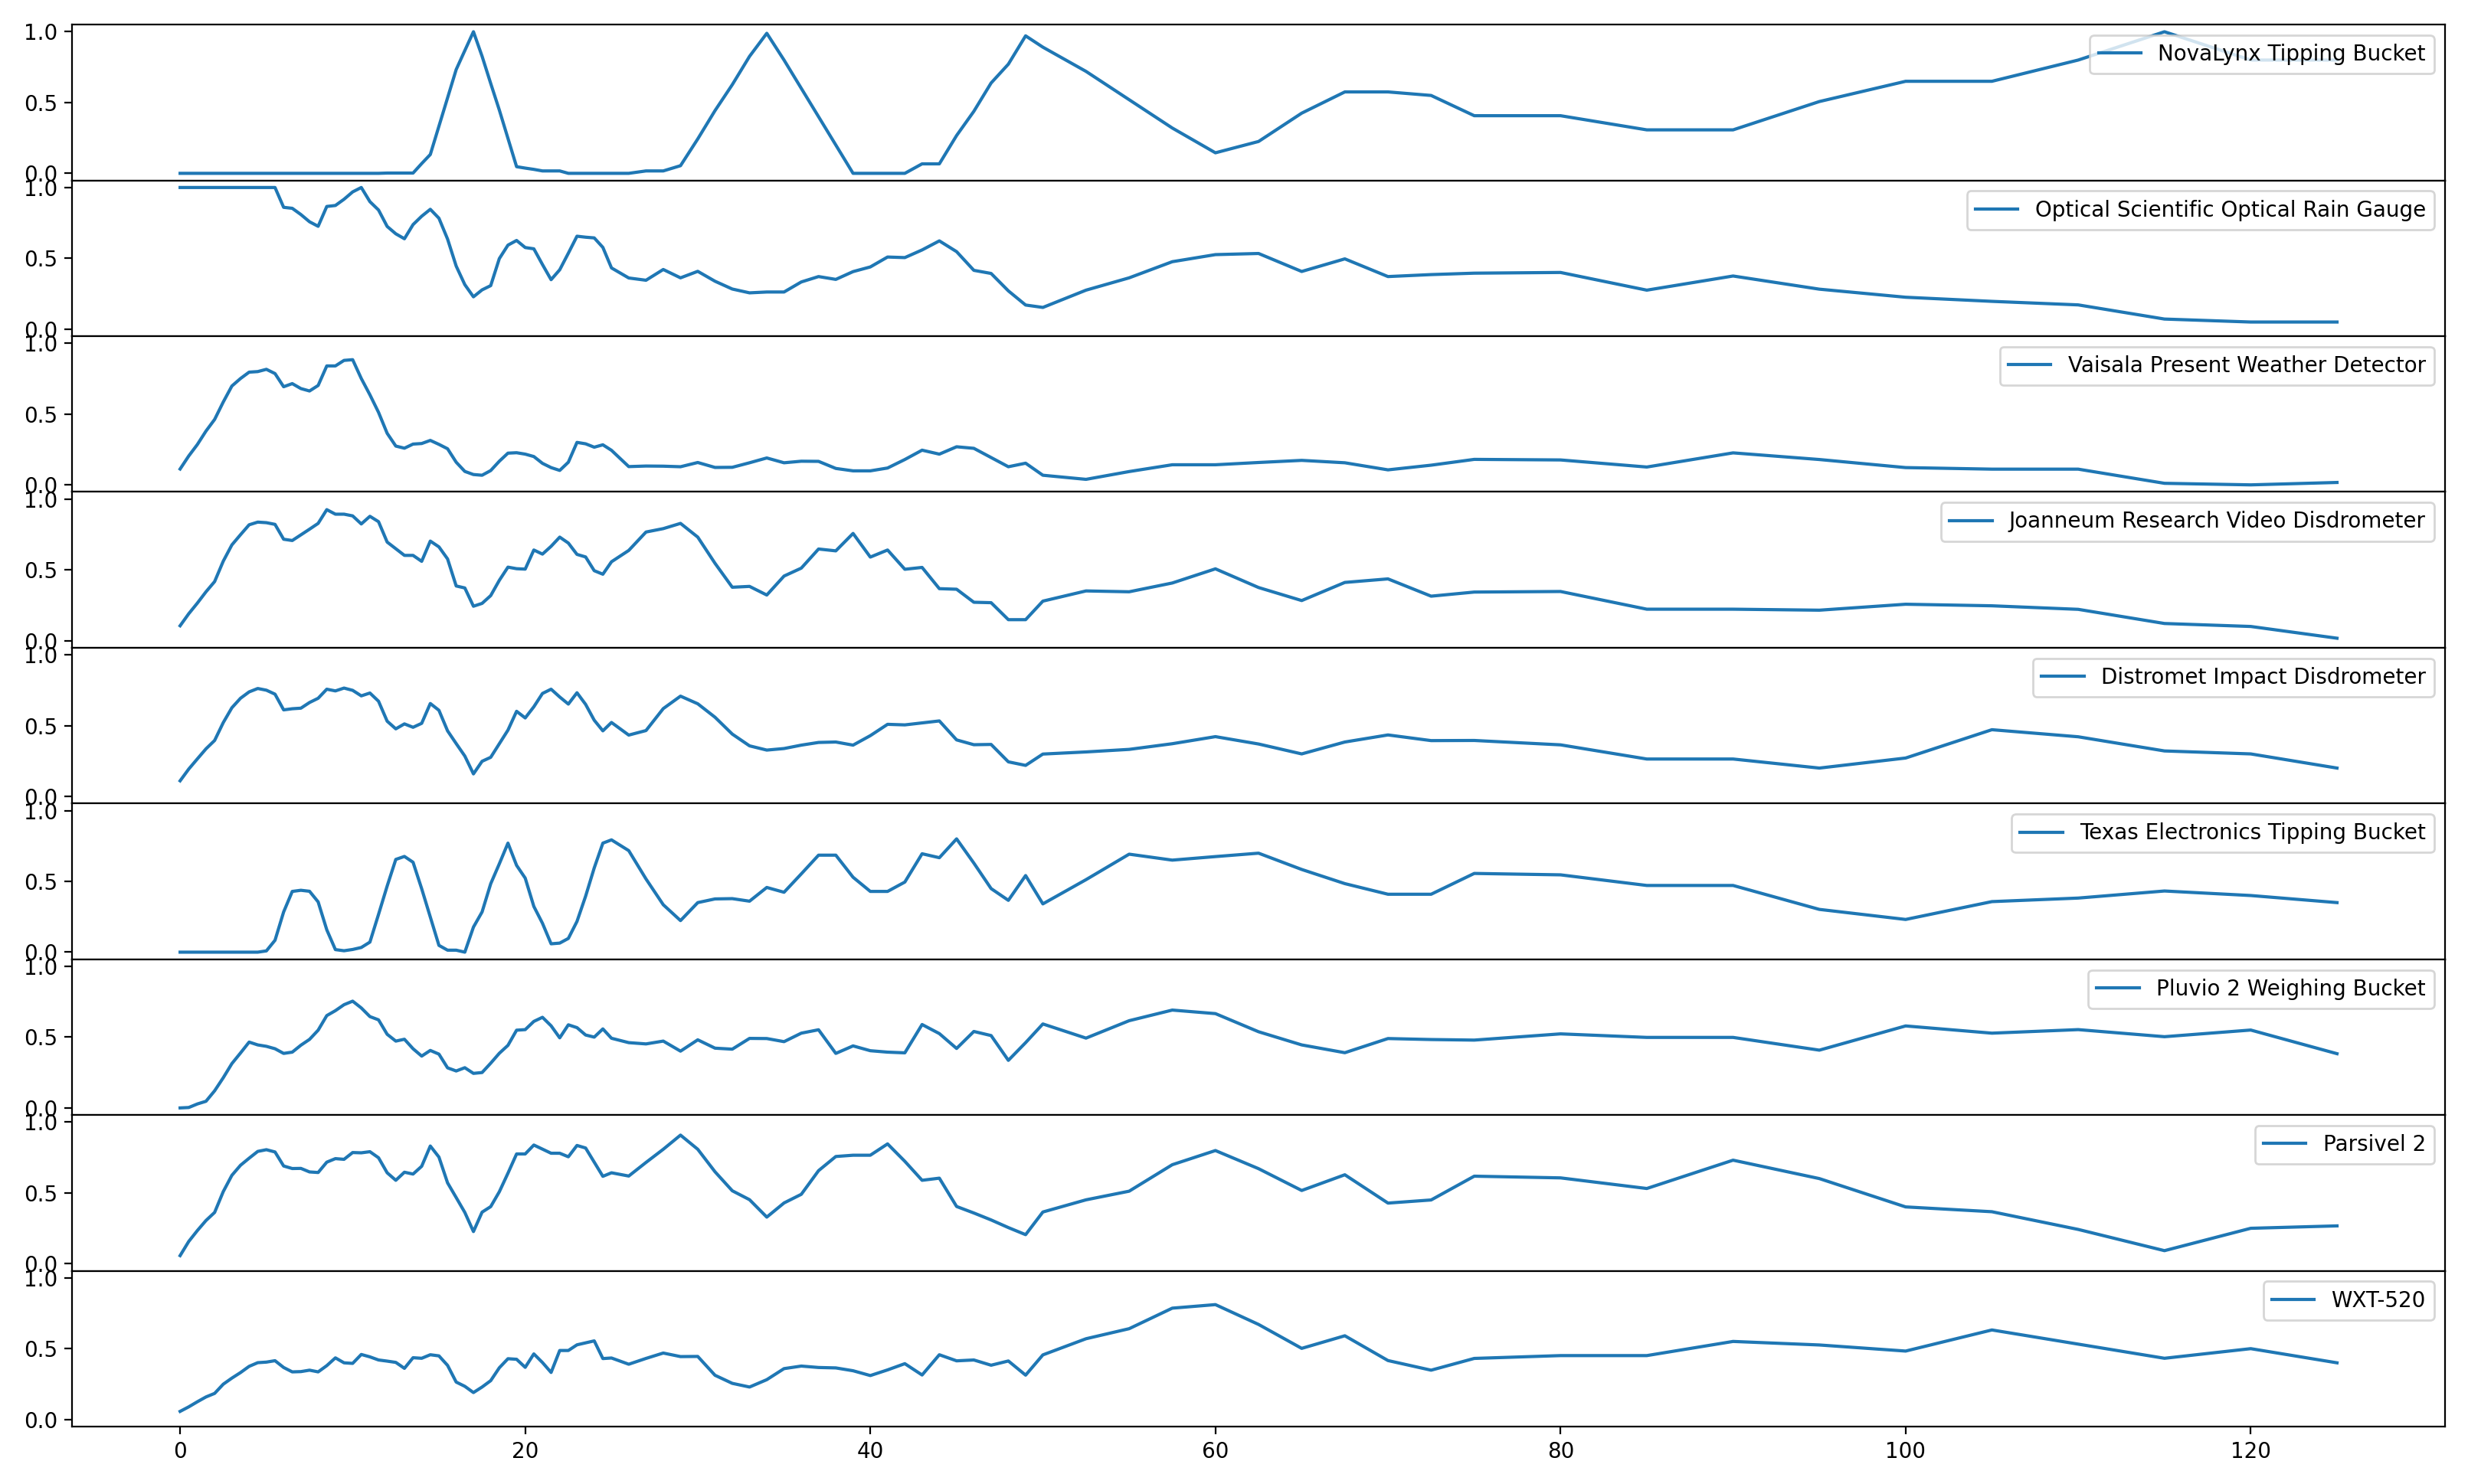 1.0
NovaLynx Tipping Bucket
0.5
0.0
1.0
Optical Scientific Optical Rain Gauge
0.5
0.0
1.0
Vaisala Present Weather Detector
0.5
0.0
1.0
Joanneum Research Video Disdrometer
0.5
0.0
1.0
Distromet Impact Disdrometer
0.5
0.0
1.0
Texas Electronics Tipping Bucket
0.5
0.0
1.0
Pluvio 2 Weighing Bucket
0.5
0.0
1.0
Parsivel 2
0.5
0.0
1.0
WXT-520
0.5
0.0
0 20 40 60 80 100 120